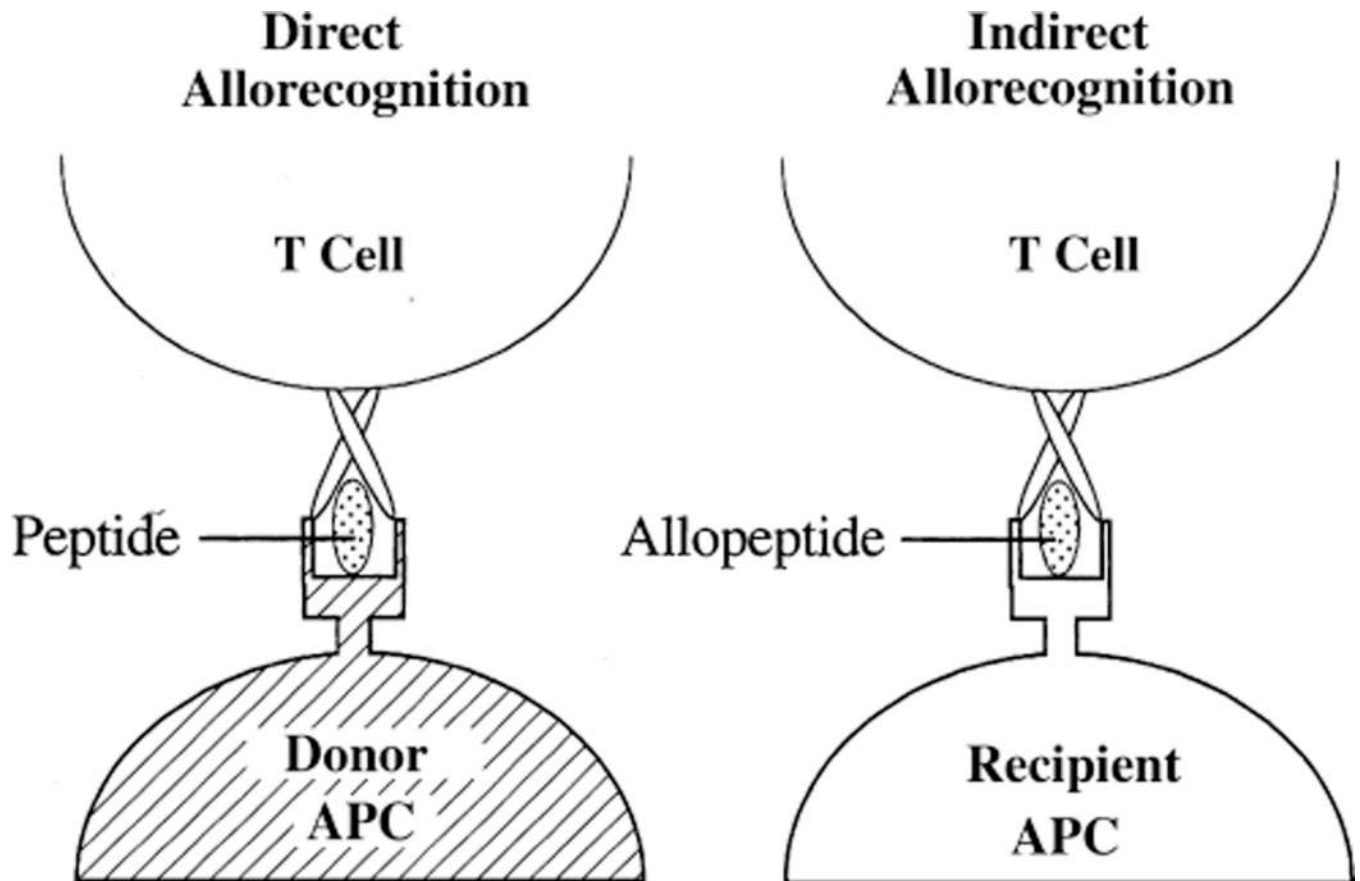 Direct
Allorecognition
T Cell
Peptide
Donor
APC
Indirect
Allorecognition
T Cell
Allopeptide
Recipient
APC